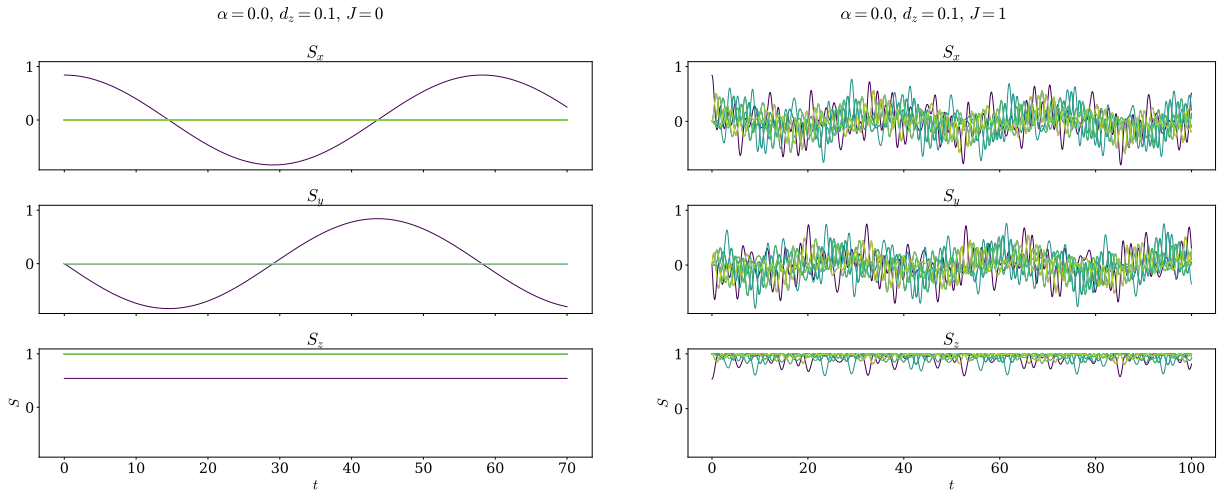 α = 0.0, d_z = 0.1, J = 0
S_x
1
0
S_y
1
0
S_z
1
0
S
0 10 20 30 40 50 60 70
t
α = 0.0, d_z = 0.1, J = 1
S_x
1
0
S_y
1
0
S_z
1
0
S
0 20 40 60 80 100
t